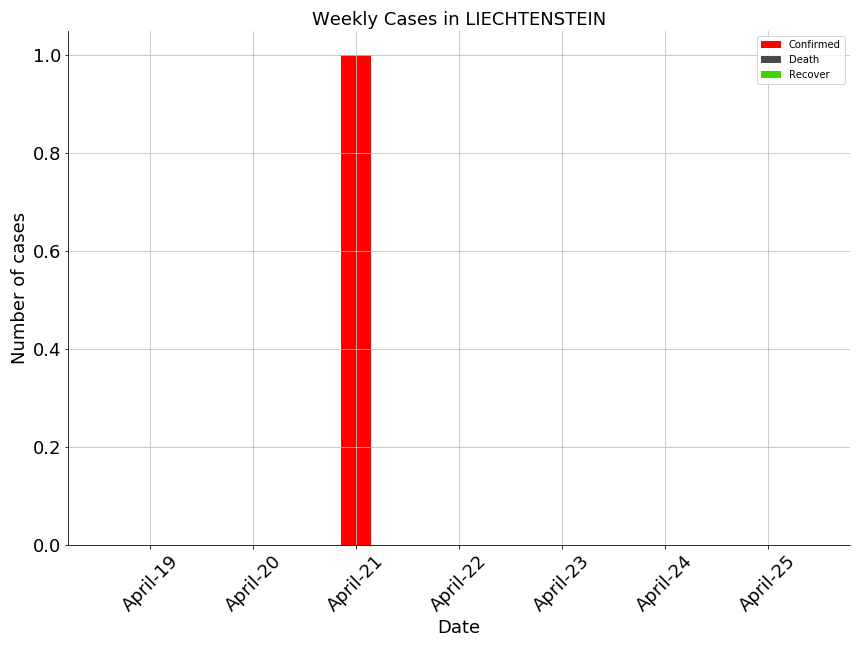 Weekly Cases in LIECHTENSTEIN
Confirmed
Death
Recover
Number of cases
1.0
0.8
0.6
0.4
0.2
0.0
April-19
April-20
April-21
April-22
April-23
April-24
April-25
Date